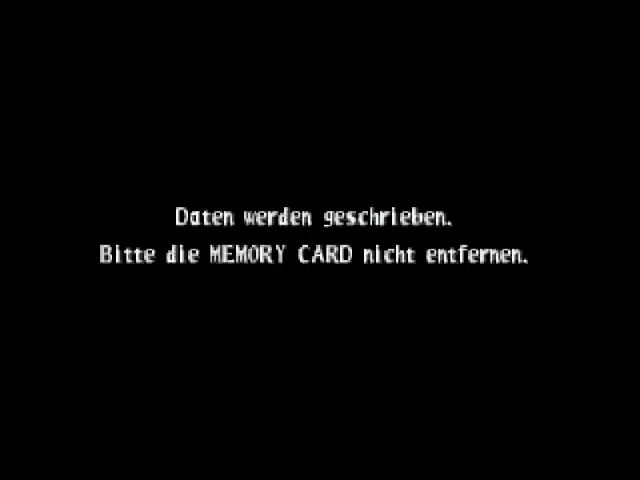 Daten werden geschrieben.
Bitte die MEMORY CARD nicht entfernen.